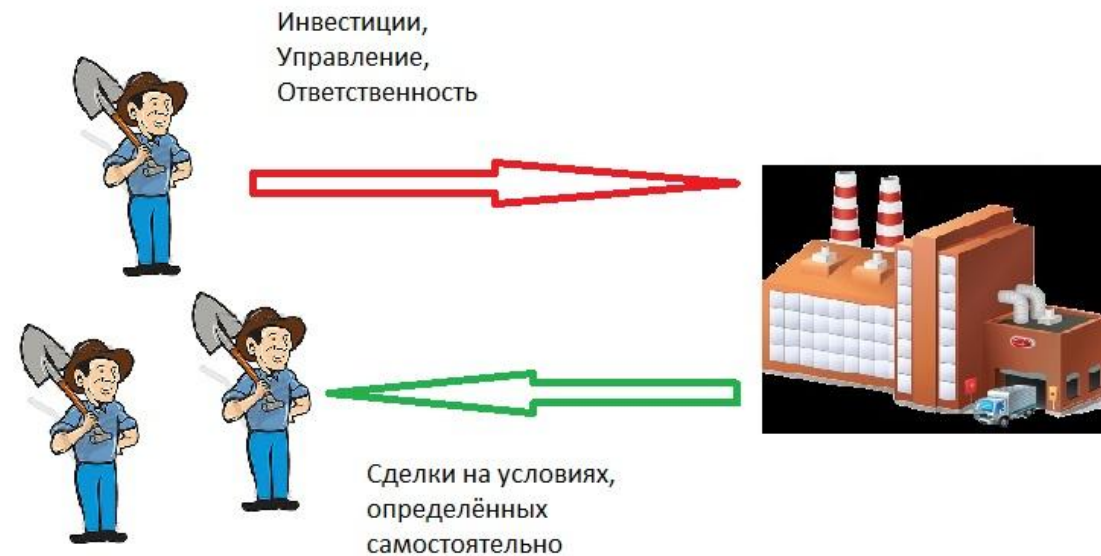 Инвестиции,
Управление,
Ответственность
Сделки на условиях,
определённых
самостоятельно